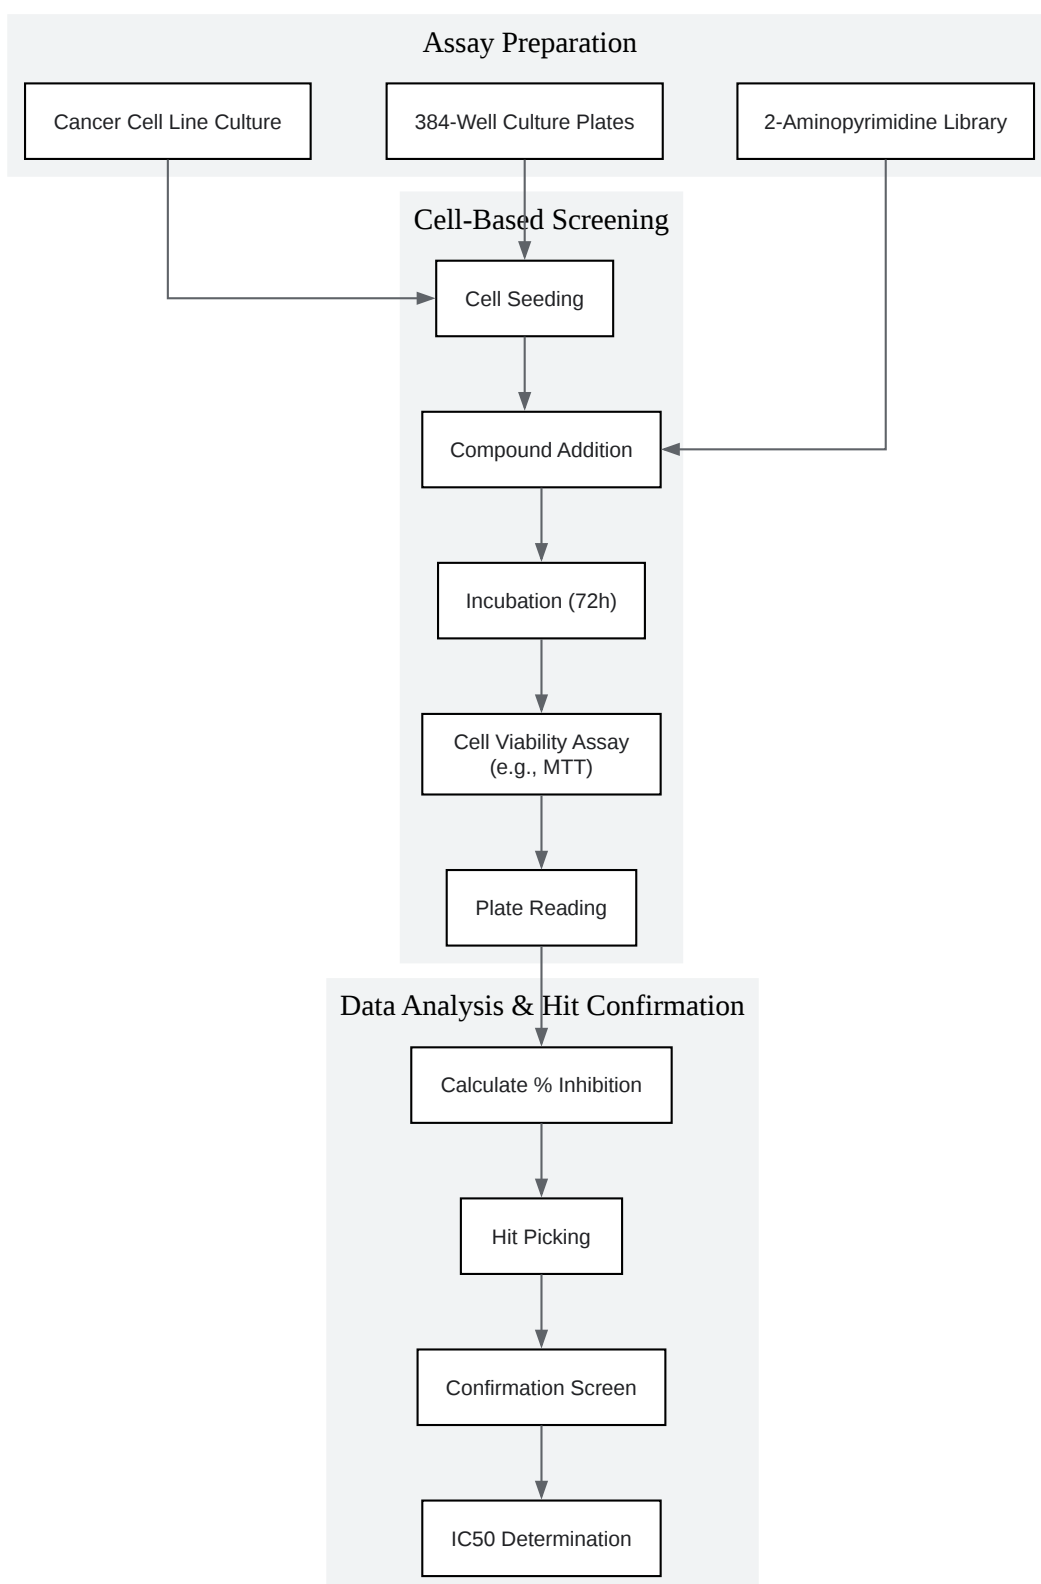 Assay Preparation
Cancer Cell Line Culture
384-Well Culture Plates
2-Aminopyrimidine Library
Cell-Based Screening
Cell Seeding
Compound Addition
Incubation (72h)
Cell Viability Assay
(e.g., MTT)
Plate Reading
Data Analysis & Hit Confirmation
Calculate % Inhibition
Hit Picking
Confirmation Screen
IC50 Determination